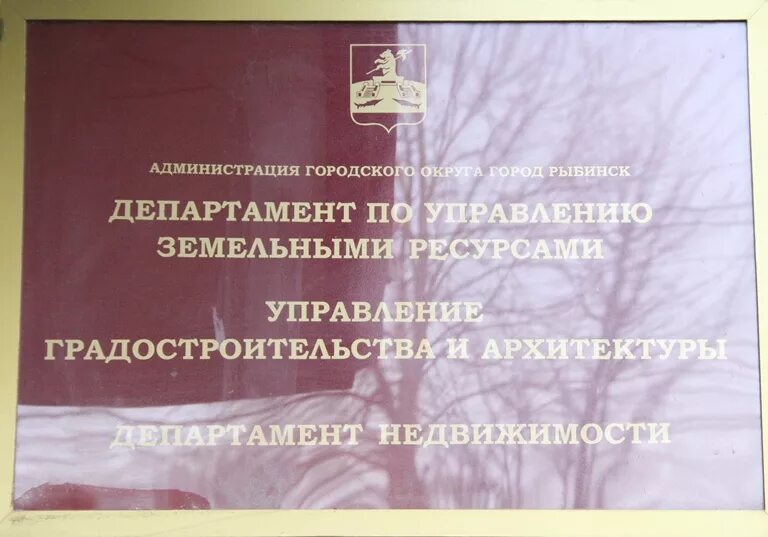 АДМИНИСТРАЦИЯ ГОРОДСКОГО ОКРУГА ГОРОД РЫБИНСК
ДЕПАРТАМЕНТ ПО УПРАВЛЕНИЮ
ЗЕМЕЛЬНЫМИ РЕСУРСАМИ
УПРАВЛЕНИЕ
ГРАДОСТРОИТЕЛЬСТВА И АРХИТЕКТУРЫ
ДЕПАРТАМЕНТ НЕДВИЖИМОСТИ